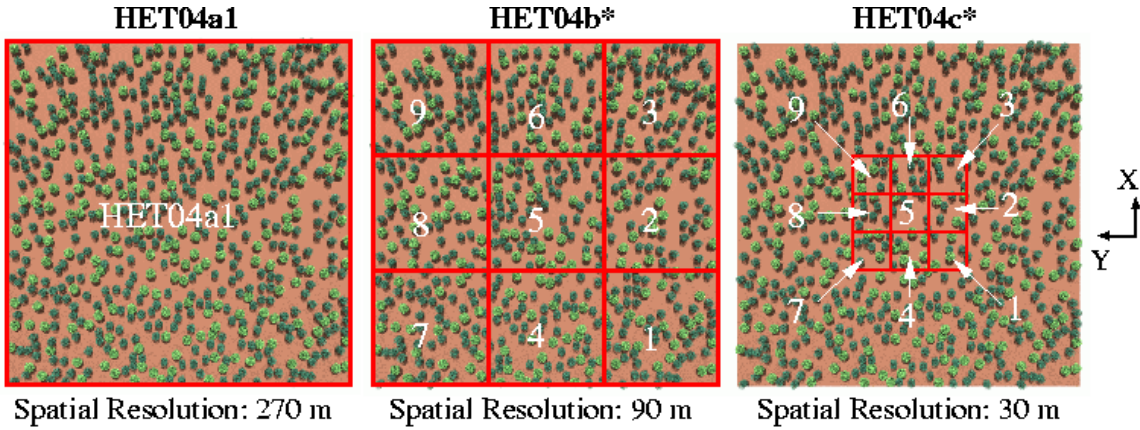 HET04a1
HET04b*
HET04c*
HET04a1
9 6 3
8 5 2
7 4 1
9 6 3
8 5 2
7 4 1
X
Y
Spatial Resolution: 270 m
Spatial Resolution: 90 m
Spatial Resolution: 30 m